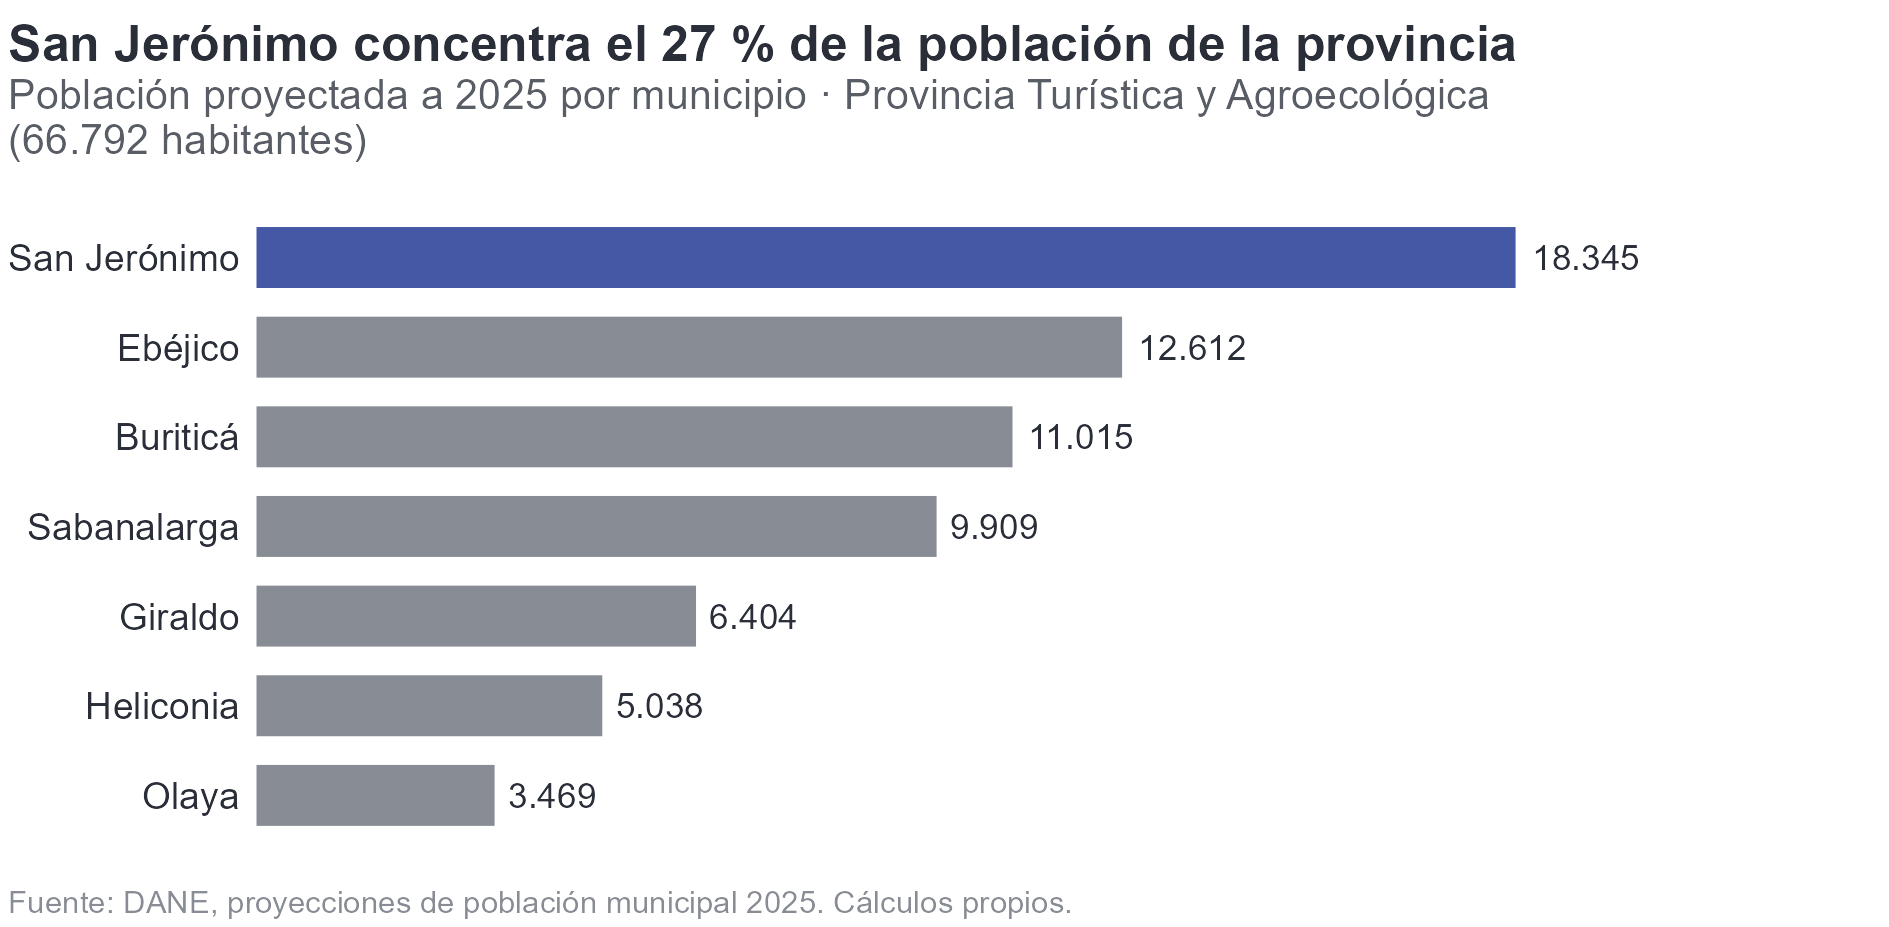 San Jerónimo concentra el 27 % de la población de la provincia
Población proyectada a 2025 por municipio · Provincia Turística y Agroecológica
(66.792 habitantes)
San Jerónimo 18.345
Ebéjico 12.612
Buriticá 11.015
Sabanalarga 9.909
Giraldo 6.404
Heliconia 5.038
Olaya 3.469
Fuente: DANE, proyecciones de población municipal 2025. Cálculos propios.